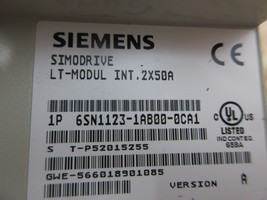 SIEMENS
CE
SIMODRIVE
LT-MODUL INT.2X50A
1P 6SN1123-1AB00-0CA1
UL
LISTED
IND.CONT.EQ.
S T-P52015255
GWE-566018901085
VERSION A